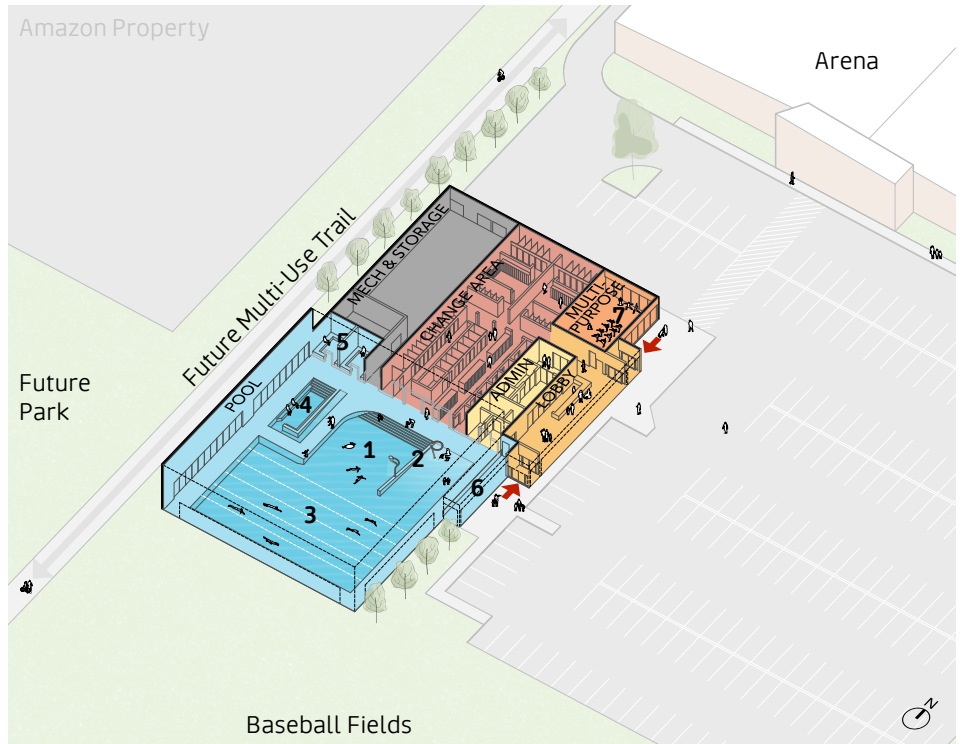 Amazon Property
Arena
Future Multi-Use Trail
MECH & STORAGE
CHANGE AREA
MULTI-
PURPOSE
7
5
Future
Park
POOL
ADMIN
LOBBY
4
1
2
6
3
N
Baseball Fields